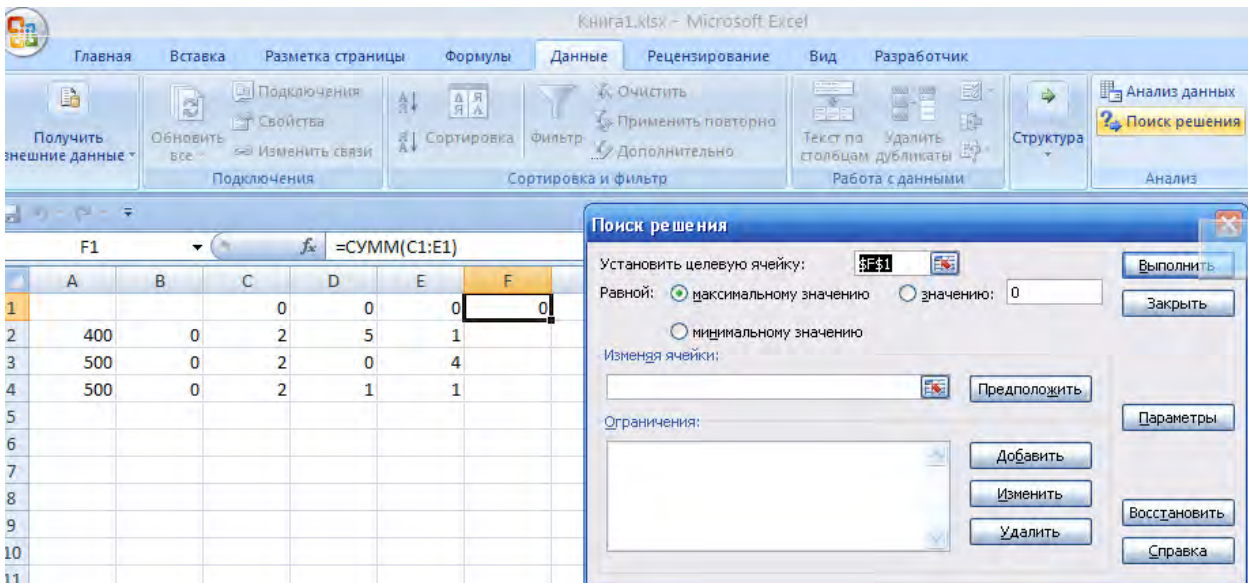 Книга1.xlsx - Microsoft Excel
Главная Вставка Разметка страницы Формулы Данные Рецензирование Вид Разработчик
Получить
внешние данные
Обновить
все
Подключения
Свойства
Изменить связи
Подключения
А Я
Я А
Сортировка
Фильтр
Очистить
Применить повторно
Дополнительно
Сортировка и фильтр
Текст по
столбцам
Удалить
дубликаты
Работа с данными
Структура
Анализ данных
Поиск решения
Анализ
F1 fx =СУММ(C1:E1)
A B C D E F
1 0 0 0 0
2 400 0 2 5 1
3 500 0 2 0 4
4 500 0 2 1 1
5
6
7
8
9
10
11
Поиск решения
Установить целевую ячейку: $F$1
Равной: максимальному значению значению: 0
минимальному значению
Изменяя ячейки:
Предположить
Ограничения:
Добавить
Изменить
Удалить
Выполнить
Закрыть
Параметры
Восстановить
Справка